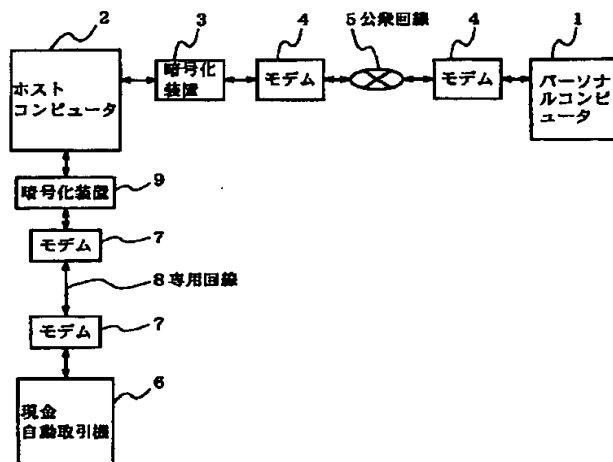 2
3
4
5公衆回線
4
1
ホスト
コンピュータ
暗号化
装置
モデム
モデム
パーソナ
ルコンピ
ュータ
9
暗号化装置
7
モデム
8専用回線
7
モデム
6
現金
自動取引機